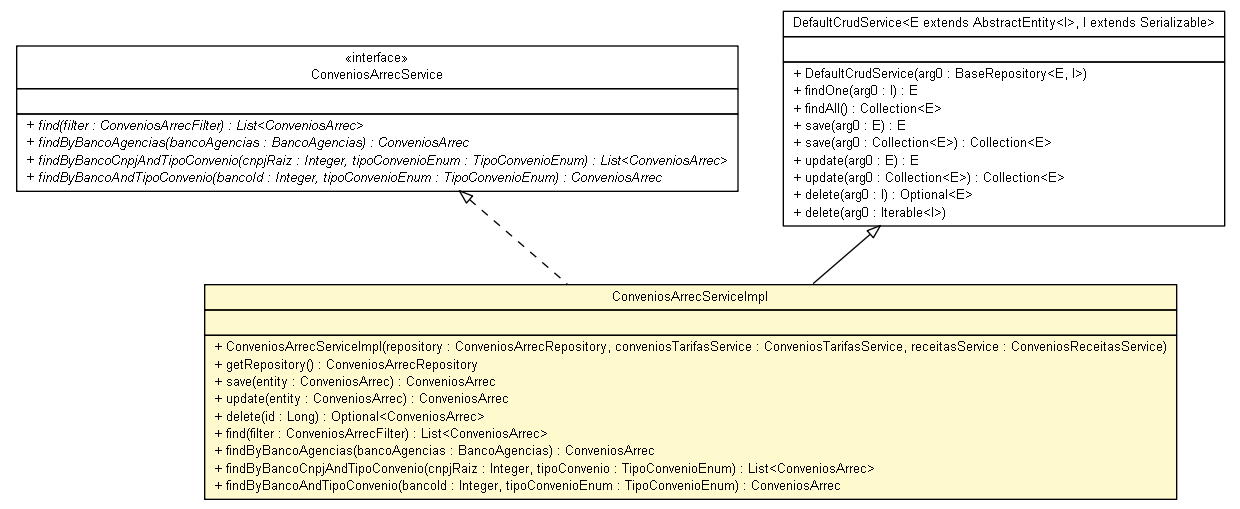 «interface»
ConveniosArrecService
+ find(filter : ConveniosArrecFilter) : List<ConveniosArrec>
+ findByBancoAgencias(bancoAgencias : BancoAgencias) : ConveniosArrec
+ findByBancoCnpjAndTipoConvenio(cnpjRaiz : Integer, tipoConvenioEnum : TipoConvenioEnum) : List<ConveniosArrec>
+ findByBancoAndTipoConvenio(bancoId : Integer, tipoConvenioEnum : TipoConvenioEnum) : ConveniosArrec
DefaultCrudService<E extends AbstractEntity<I>, I extends Serializable>
+ DefaultCrudService(arg0 : BaseRepository<E, I>)
+ findOne(arg0 : I) : E
+ findAll() : Collection<E>
+ save(arg0 : E) : E
+ save(arg0 : Collection<E>) : Collection<E>
+ update(arg0 : E) : E
+ update(arg0 : Collection<E>) : Collection<E>
+ delete(arg0 : I) : Optional<E>
+ delete(arg0 : Iterable<I>)
ConveniosArrecServiceImpl
+ ConveniosArrecServiceImpl(repository : ConveniosArrecRepository, conveniosTarifasService : ConveniosTarifasService, receitasService : ConveniosReceitasService)
+ getRepository() : ConveniosArrecRepository
+ save(entity : ConveniosArrec) : ConveniosArrec
+ update(entity : ConveniosArrec) : ConveniosArrec
+ delete(id : Long) : Optional<ConveniosArrec>
+ find(filter : ConveniosArrecFilter) : List<ConveniosArrec>
+ findByBancoAgencias(bancoAgencias : BancoAgencias) : ConveniosArrec
+ findByBancoCnpjAndTipoConvenio(cnpjRaiz : Integer, tipoConvenio : TipoConvenioEnum) : List<ConveniosArrec>
+ findByBancoAndTipoConvenio(bancoId : Integer, tipoConvenioEnum : TipoConvenioEnum) : ConveniosArrec